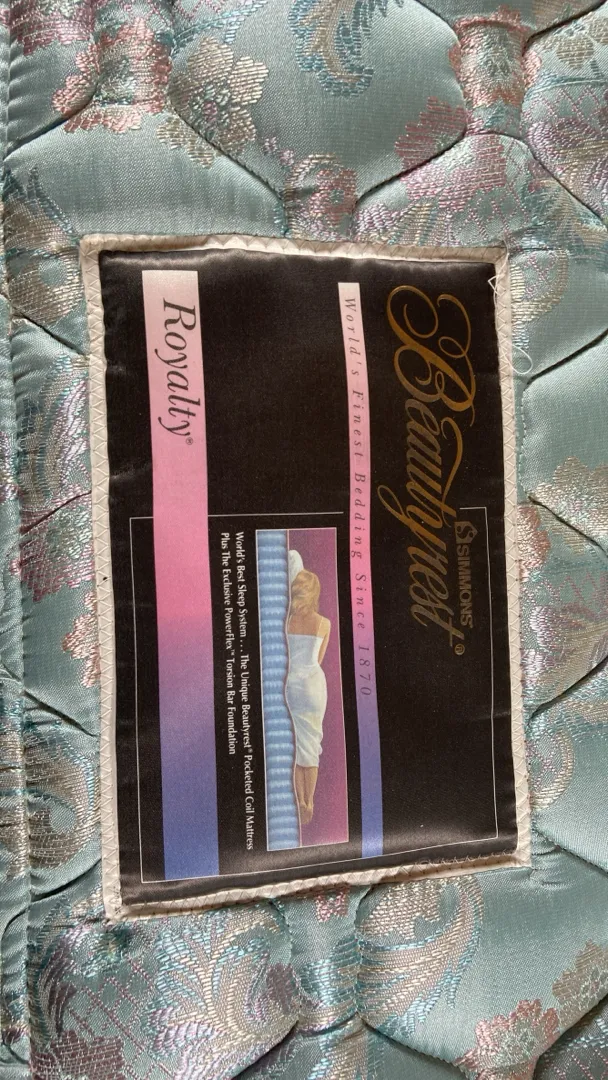 SIMMONS®
Beautyrest®
World's Finest Bedding Since 1870
World's Best Sleep System . . . The Unique Beautyrest® Pocketed Coil Mattress
Plus The Exclusive PowerFlex™ Torsion Bar Foundation
Royalty®